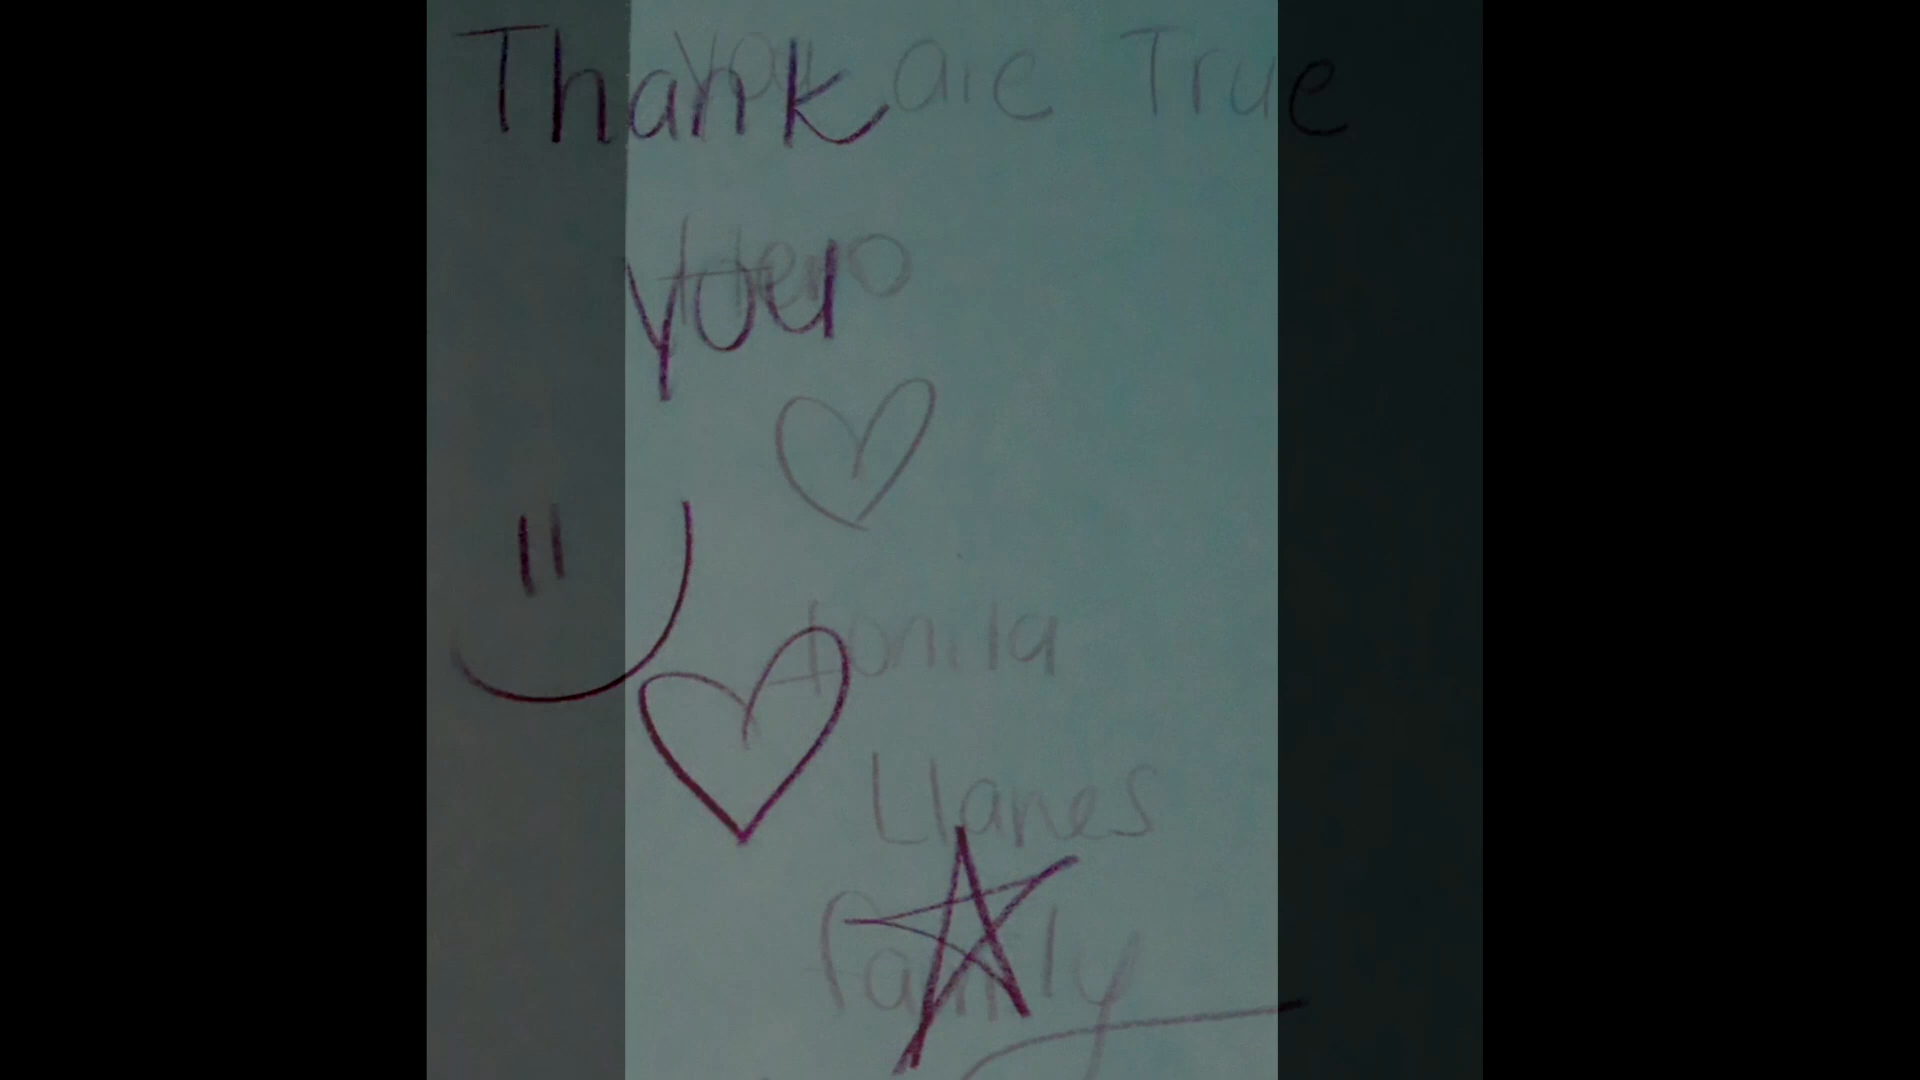 Thank
you
You are True
Hero
Llanes
family